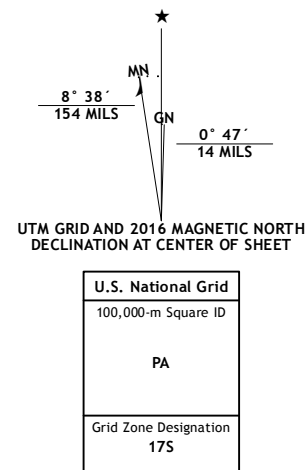 ★
MN
8° 38´
154 MILS
GN
0° 47´
14 MILS
UTM GRID AND 2016 MAGNETIC NORTH
DECLINATION AT CENTER OF SHEET
U.S. National Grid
100,000-m Square ID
PA
Grid Zone Designation
17S